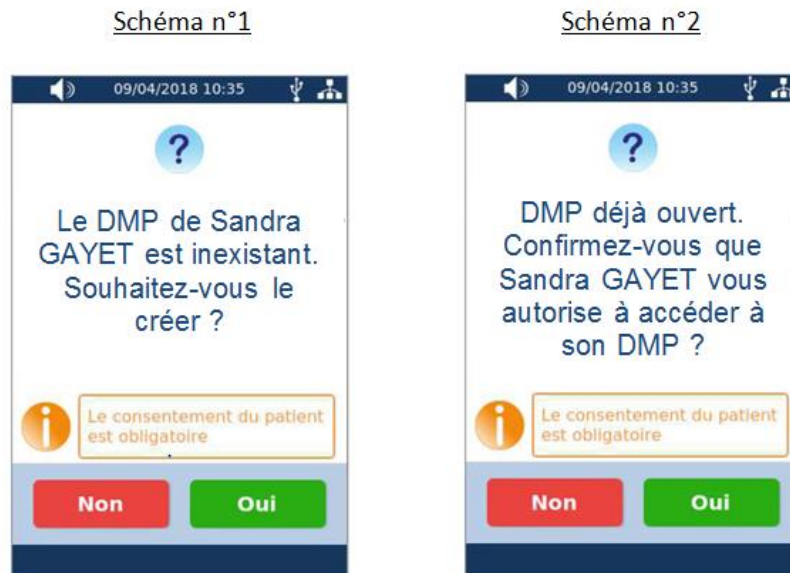 Schéma n°1
09/04/2018 10:35
?
Le DMP de Sandra
GAYET est inexistant.
Souhaitez-vous le
créer ?
i
Le consentement du patient
est obligatoire
Non
Oui
Schéma n°2
09/04/2018 10:35
?
DMP déjà ouvert.
Confirmez-vous que
Sandra GAYET vous
autorise à accéder à
son DMP ?
i
Le consentement du patient
est obligatoire
Non
Oui